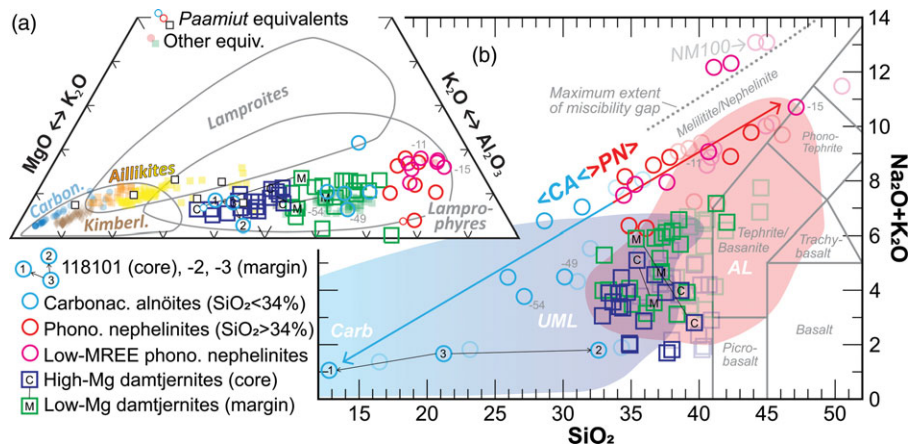 (a)
Paamiut equivalents
Other equiv.
MgO ↔ K₂O
K₂O ↔ Al₂O₃
Lamproites
Aillikites
Carbon.
Kimberl.
Lampro-
phyres
-11
-15
-54
-49
M
M
C
C
1
2
118101 (core), -2, -3 (margin)
1
2
3
Carbonac. alnöites (SiO₂<34%)
Phono. nephelinites (SiO₂>34%)
Low-MREE phono. nephelinites
C High-Mg damtjernites (core)
M Low-Mg damtjernites (margin)
(b)
NM100
Maximum extent
of miscibility gap
Melilitite/Nephelinite
<CA<>PN>
-15
-11
-49
-54
Phono-
Tephrite
Tephrite/
Basanite
Trachy-
basalt
AL
UML
Carb
Picro-
basalt
Basalt
M
C
M
M
C
C
1
3
2
15
20
25
30
35
40
45
50
SiO₂
14
12
10
8
6
4
2
0
Na₂O+K₂O